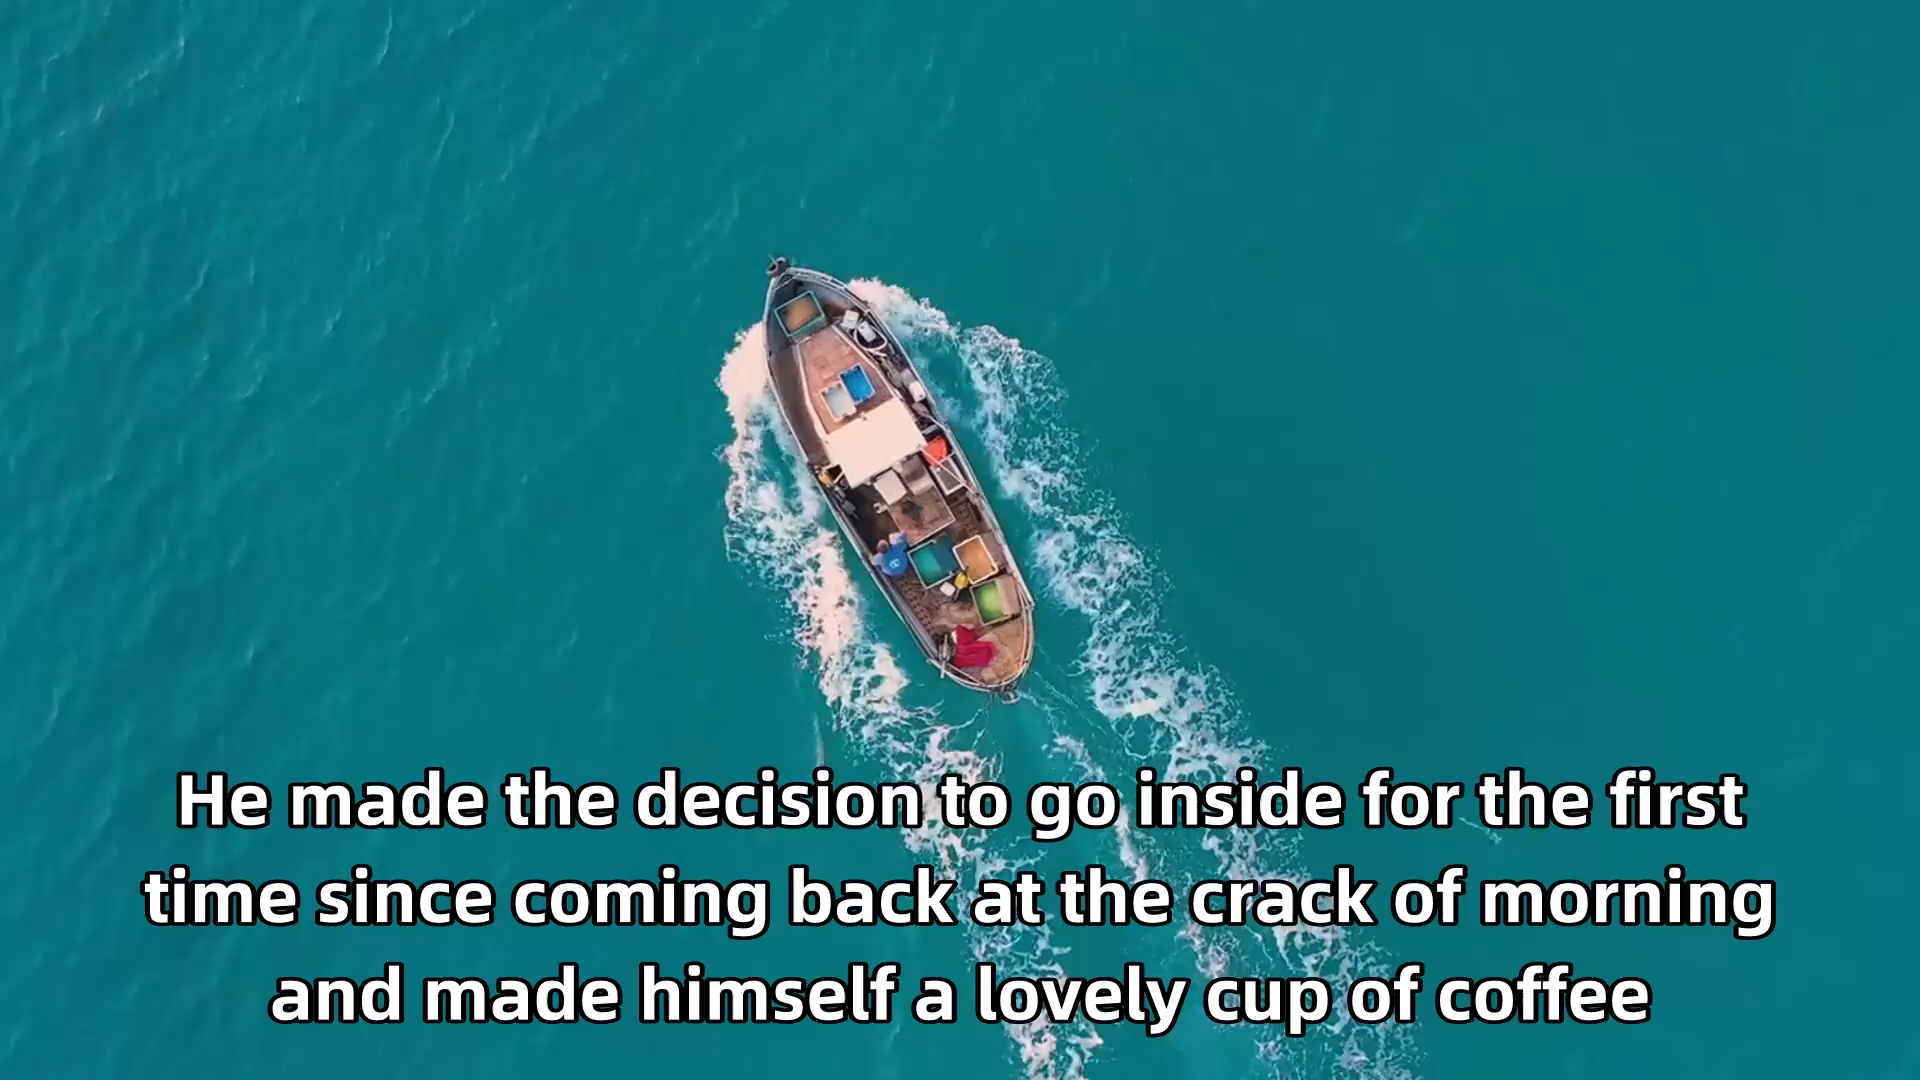 He made the decision to go inside for the first
time since coming back at the crack of morning
and made himself a lovely cup of coffee